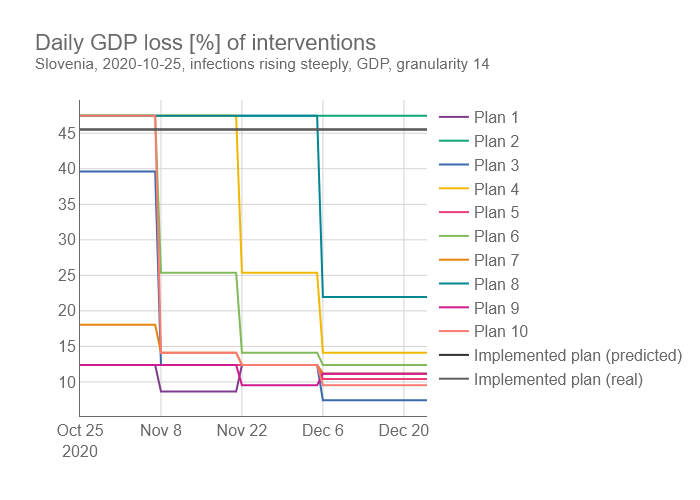 Daily GDP loss [%] of interventions
Slovenia, 2020-10-25, infections rising steeply, GDP, granularity 14
45
40
35
30
25
20
15
10
Oct 25
2020
Nov 8
Nov 22
Dec 6
Dec 20
Plan 1
Plan 2
Plan 3
Plan 4
Plan 5
Plan 6
Plan 7
Plan 8
Plan 9
Plan 10
Implemented plan (predicted)
Implemented plan (real)